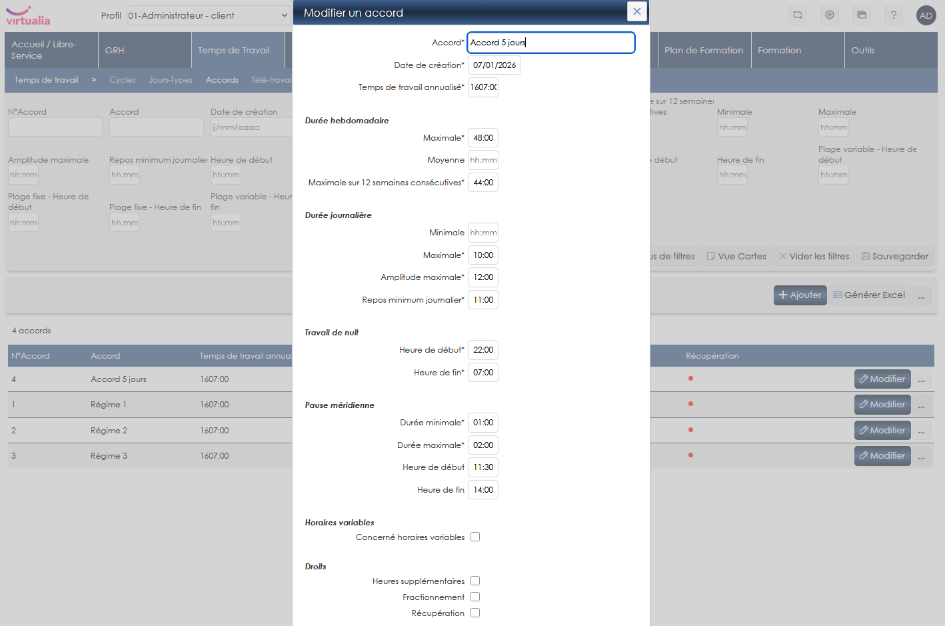 virtualia
Profil 01-Administrateur - client
Modifier un accord
AD
Accueil / Libre-Service
GRH
Temps de Travail
Plan de Formation
Formation
Outils
Temps de travail > Cycles Jours-Types Accords Télé-travail
N°Accord
Accord
Date de création
jj/mm/aaaa
sur 12 semaines
Minimale
hh:mm
Maximale
hh:mm
Amplitude maximale
hh:mm
Repos minimum journalier
hh:mm
Heure de début
hh:mm
début
Heure de fin
hh:mm
Plage variable - Heure de début
hh:mm
Plage fixe - Heure de début
hh:mm
Plage fixe - Heure de fin
hh:mm
Plage variable - Heur
fin
hh:mm
us de filtres
Vue Cartes
Vider les filtres
Sauvegarder
+ Ajouter
Générer Excel
...
4 accords
N°Accord Accord Temps de travail annual Récupération
4 Accord 5 jours 1607:00 Modifier ...
1 Régime 1 1607:00 Modifier ...
2 Régime 2 1607:00 Modifier ...
3 Régime 3 1607:00 Modifier ...
Accord* Accord 5 jours
Date de création* 07/01/2026
Temps de travail annualisé* 1607:00
Durée hebdomadaire
Maximale* 48:00
Moyenne hh:mm
Maximale sur 12 semaines consécutives* 44:00
Durée journalière
Minimale hh:mm
Maximale* 10:00
Amplitude maximale* 12:00
Repos minimum journalier* 11:00
Travail de nuit
Heure de début* 22:00
Heure de fin* 07:00
Pause méridienne
Durée minimale* 01:00
Durée maximale* 02:00
Heure de début 11:30
Heure de fin 14:00
Horaires variables
Concerné horaires variables
Droits
Heures supplémentaires
Fractionnement
Récupération